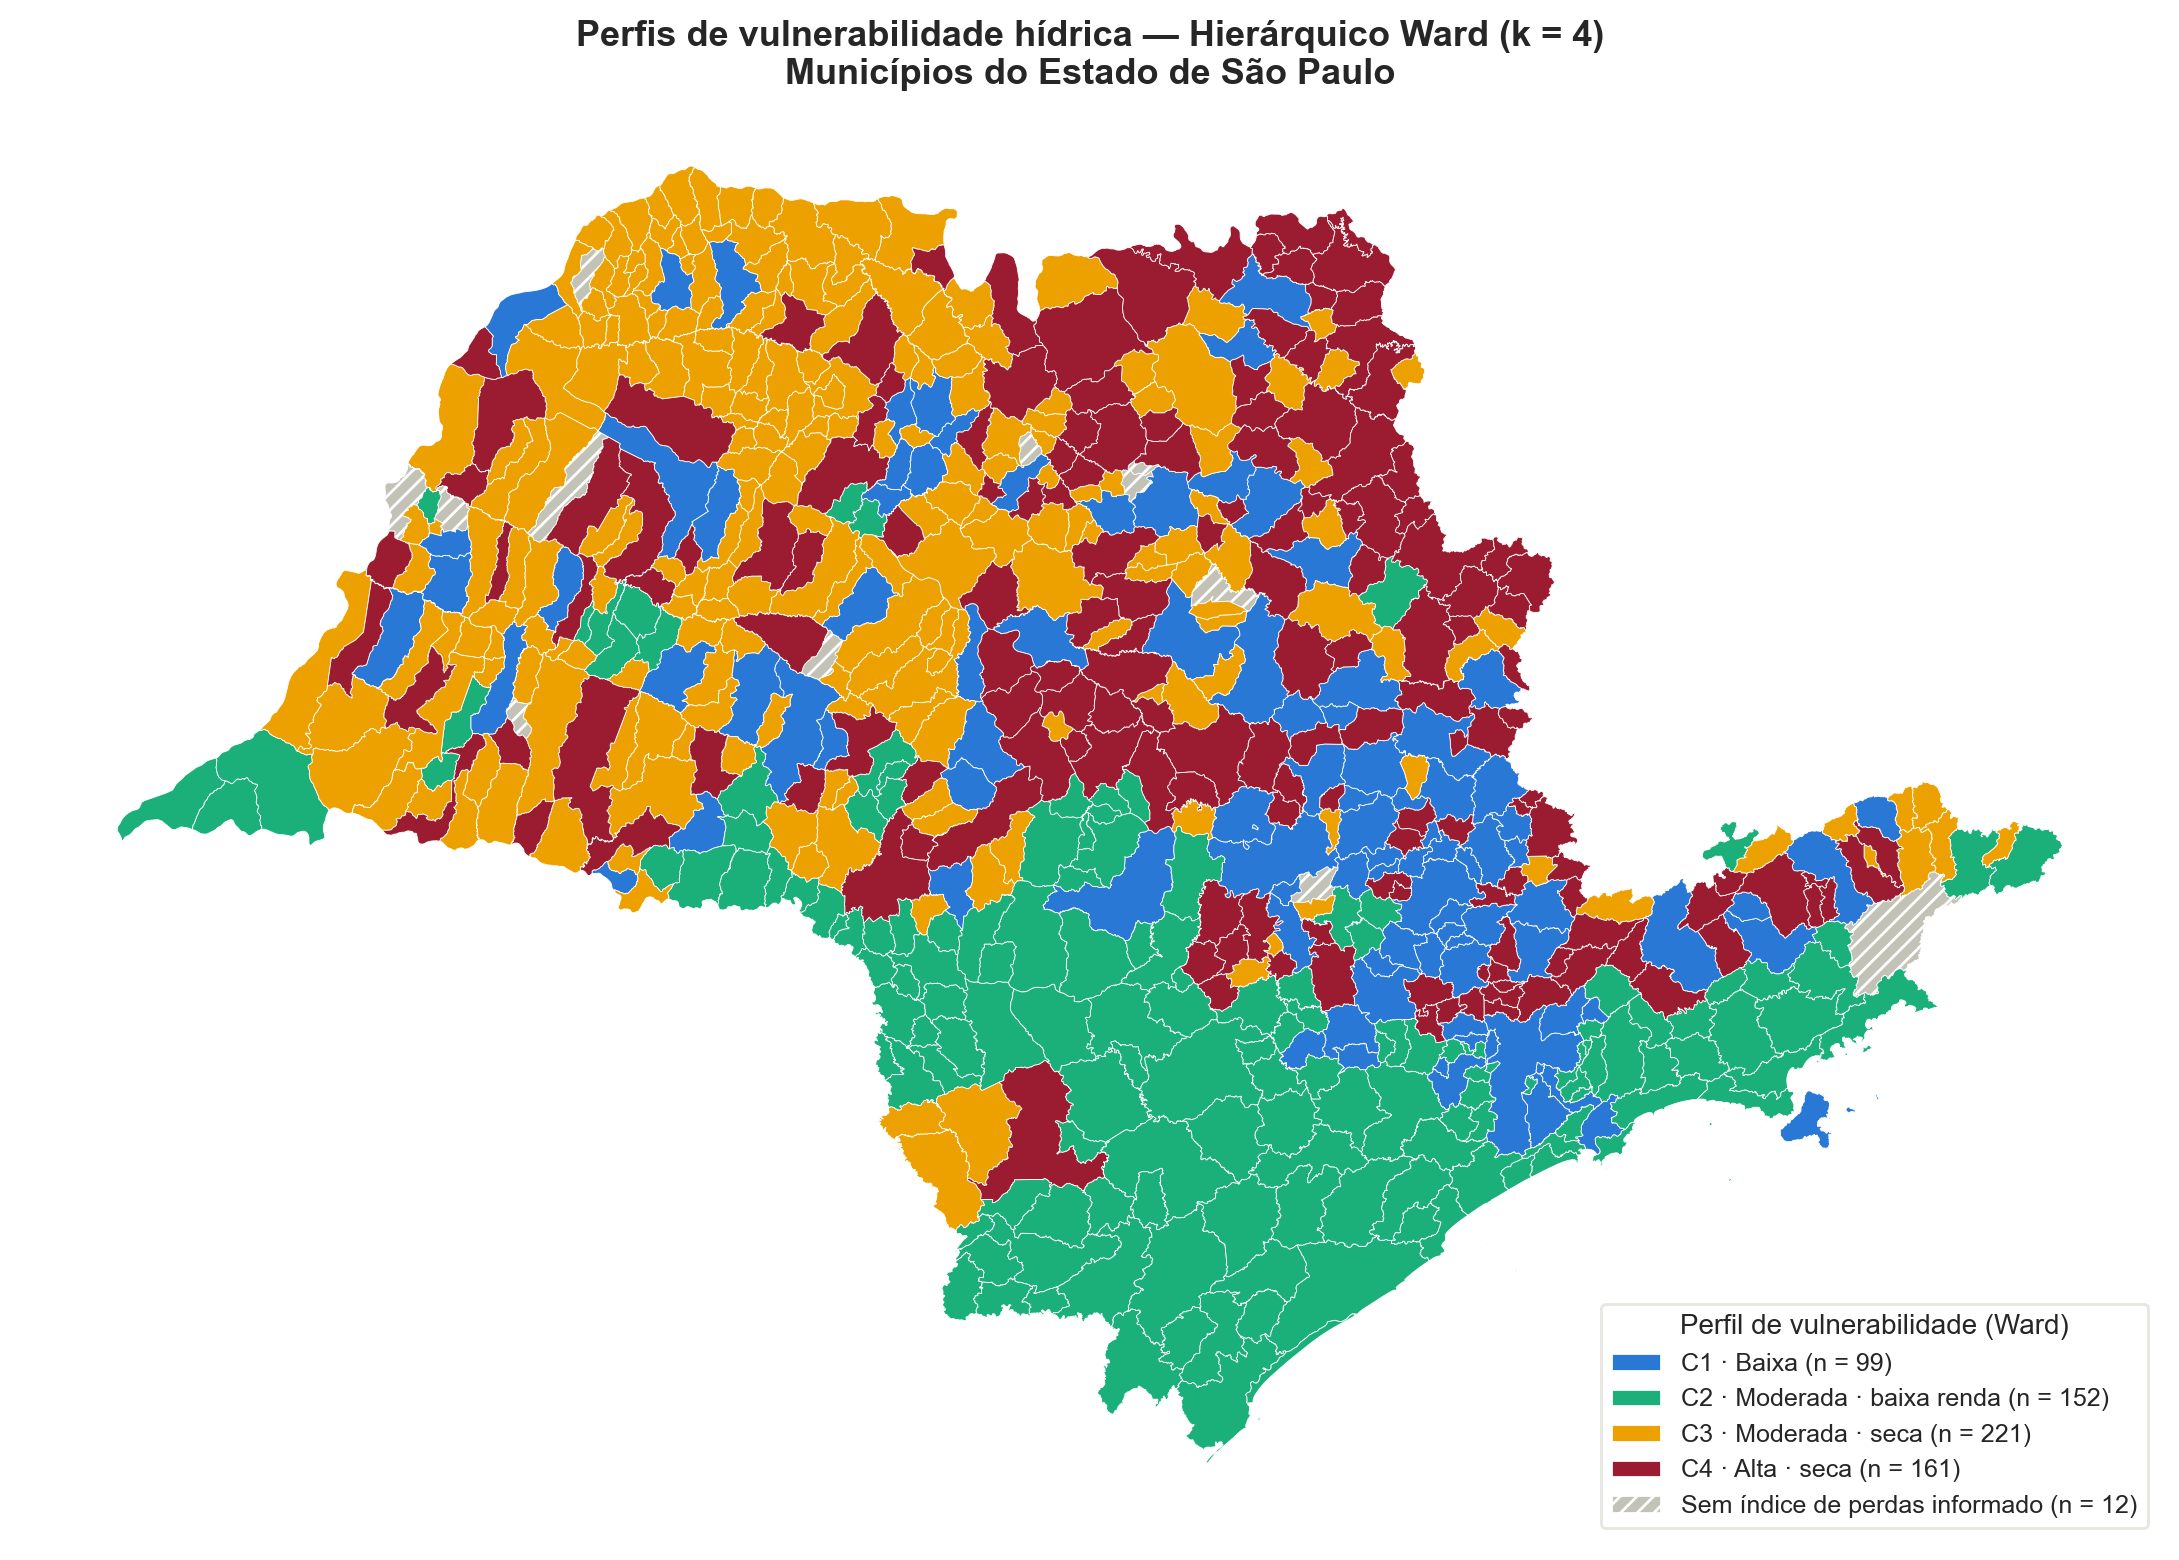 Perfis de vulnerabilidade hídrica — Hierárquico Ward (k = 4)
Municípios do Estado de São Paulo
Perfil de vulnerabilidade (Ward)
C1 · Baixa (n = 99)
C2 · Moderada · baixa renda (n = 152)
C3 · Moderada · seca (n = 221)
C4 · Alta · seca (n = 161)
Sem índice de perdas informado (n = 12)